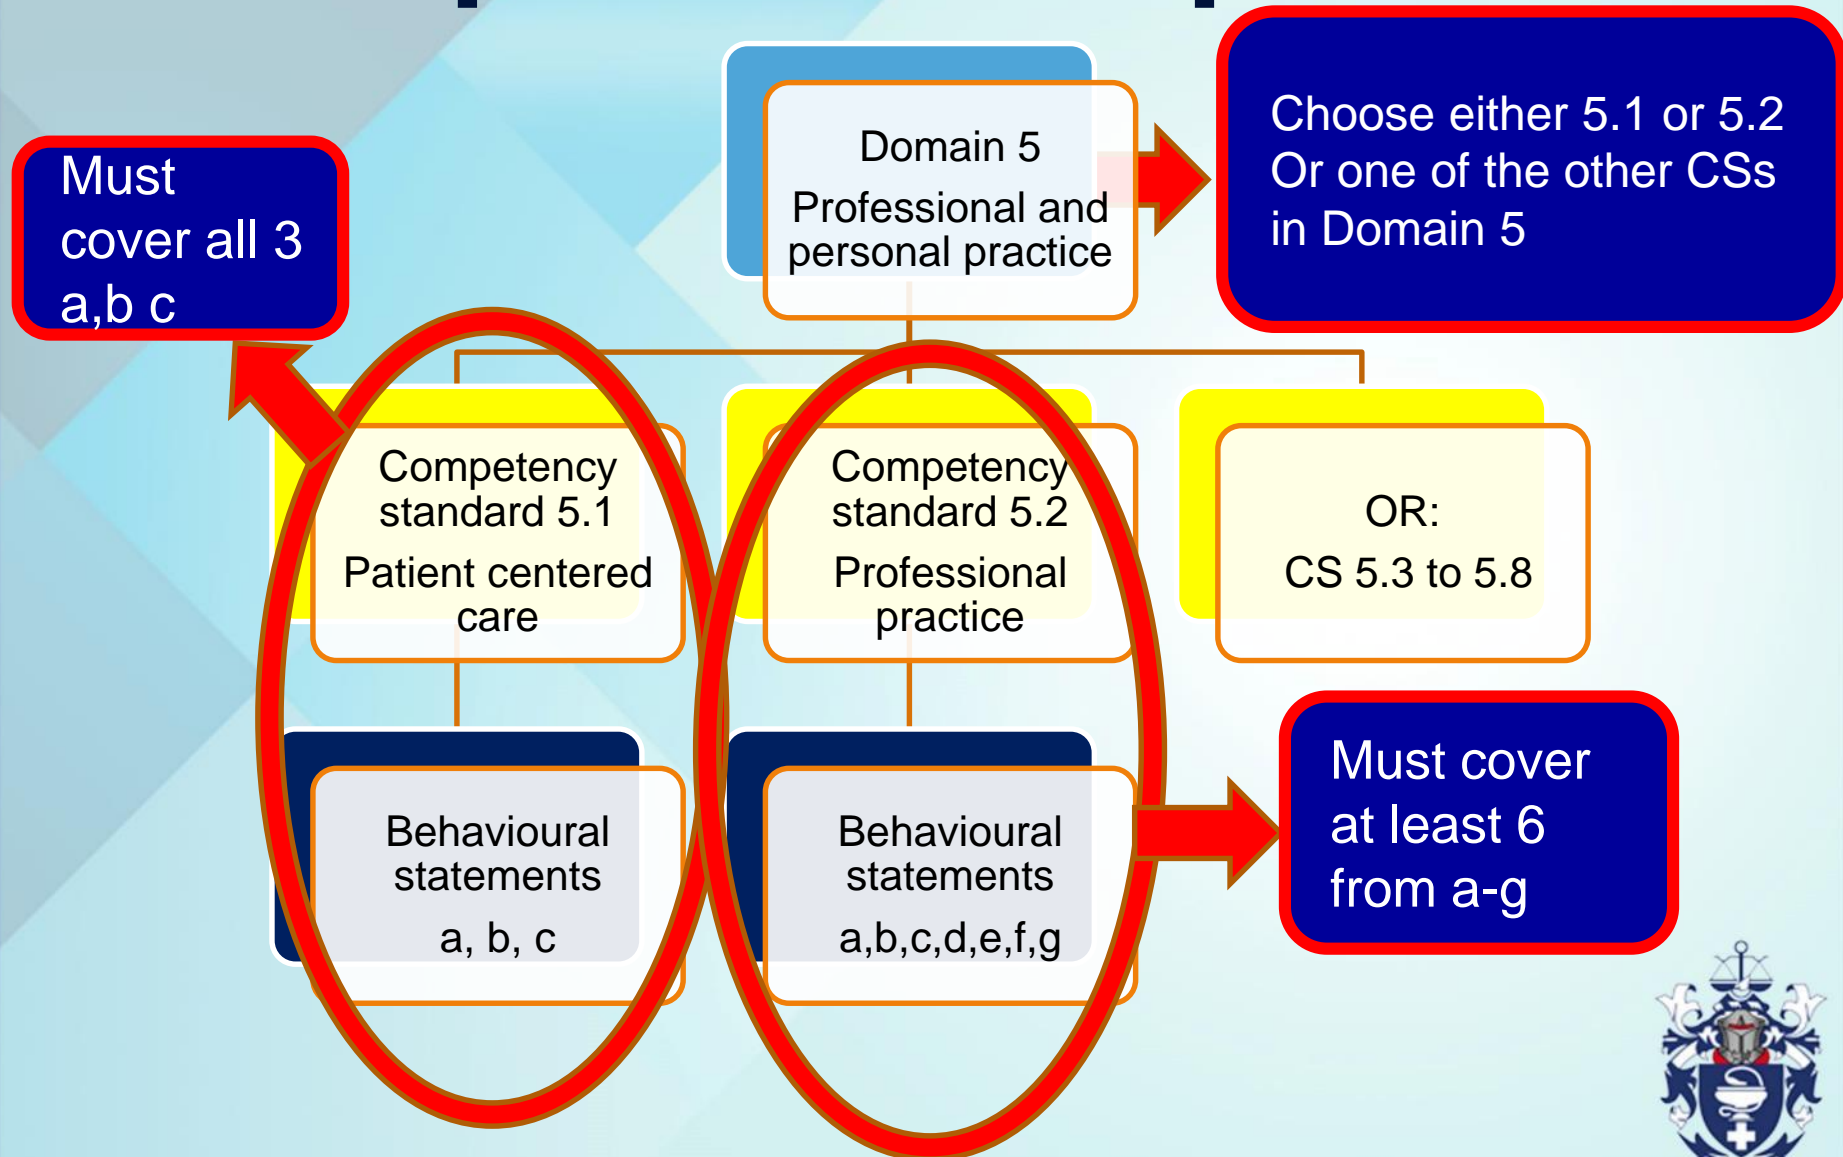 Domain 5
Professional and
personal practice
Choose either 5.1 or 5.2
Or one of the other CSs
in Domain 5
Must
cover all 3
a,b c
Competency
standard 5.1
Patient centered
care
Competency
standard 5.2
Professional
practice
OR:
CS 5.3 to 5.8
Behavioural
statements
a, b, c
Behavioural
statements
a,b,c,d,e,f,g
Must cover
at least 6
from a-g